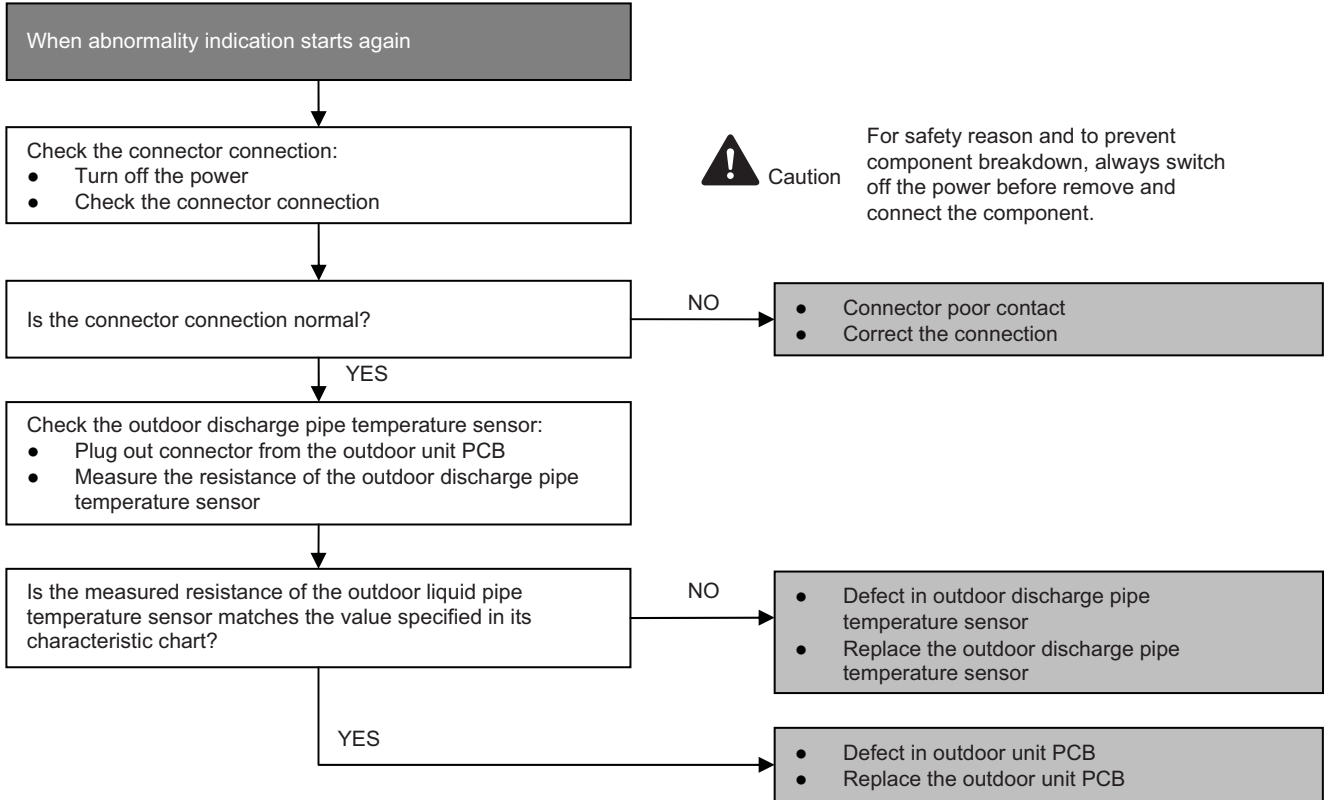 When abnormality indication starts again
Check the connector connection:
● Turn off the power
● Check the connector connection
Caution
For safety reason and to prevent
component breakdown, always switch
off the power before remove and
connect the component.
Is the connector connection normal?
NO
● Connector poor contact
● Correct the connection
YES
Check the outdoor discharge pipe temperature sensor:
● Plug out connector from the outdoor unit PCB
● Measure the resistance of the outdoor discharge pipe
temperature sensor
Is the measured resistance of the outdoor liquid pipe
temperature sensor matches the value specified in its
characteristic chart?
NO
● Defect in outdoor discharge pipe
temperature sensor
● Replace the outdoor discharge pipe
temperature sensor
YES
● Defect in outdoor unit PCB
● Replace the outdoor unit PCB